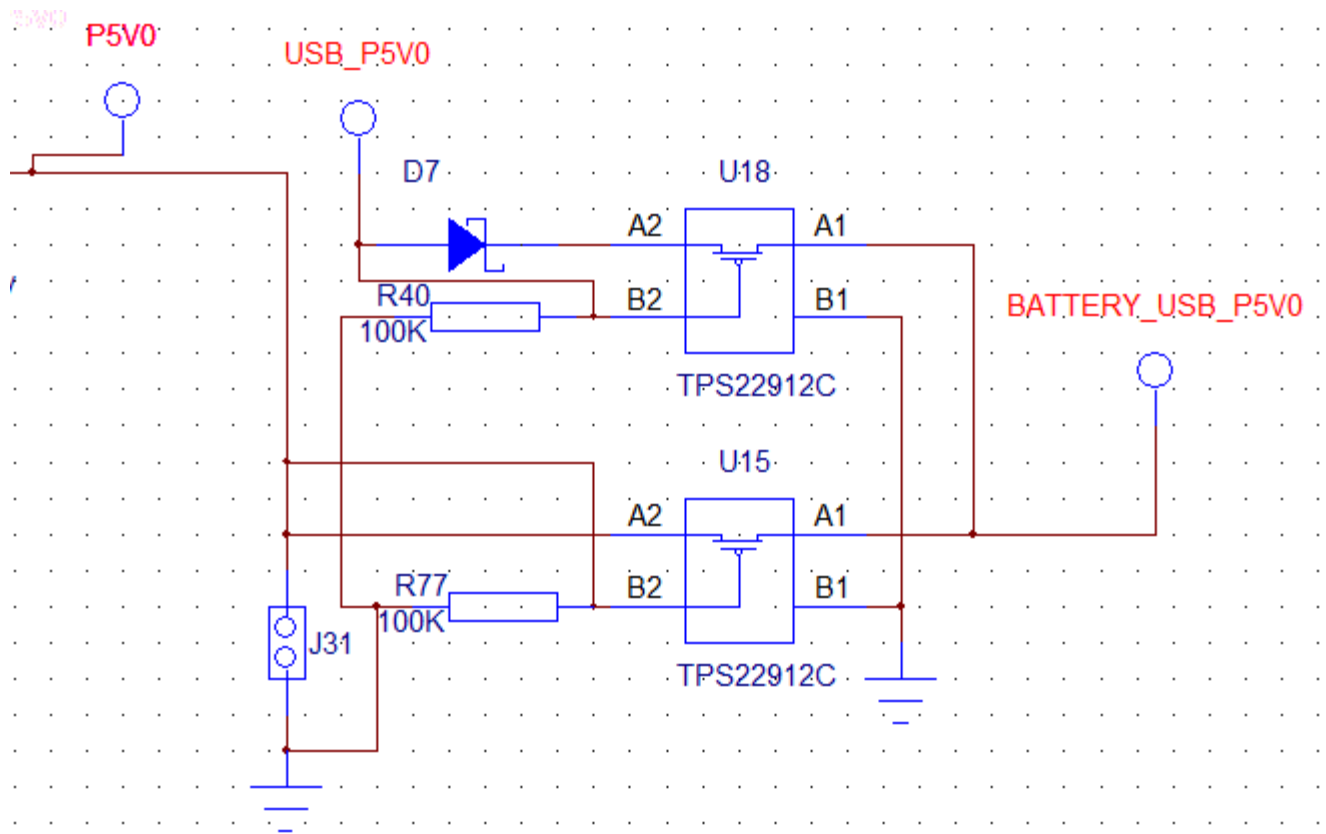 P5V0
USB_P5V0
D7
U18
A2
A1
R40
100K
B2
B1
BATTERY_USB_P5V0
TPS22912C
U15
A2
A1
R77
100K
B2
B1
J31
TPS22912C